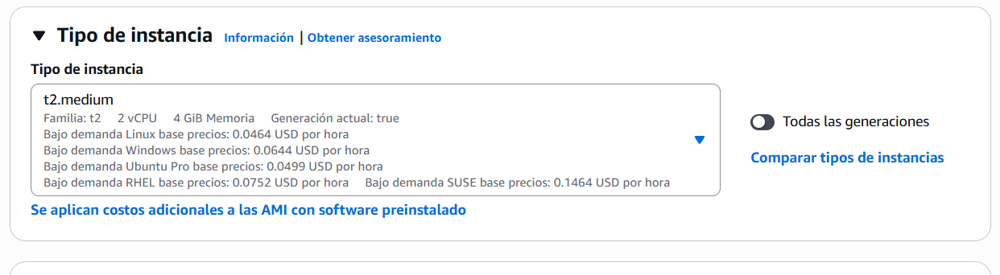 Tipo de instancia Información | Obtener asesoramiento
Tipo de instancia
t2.medium
Familia: t2 2 vCPU 4 GiB Memoria Generación actual: true
Bajo demanda Linux base precios: 0.0464 USD por hora
Bajo demanda Windows base precios: 0.0644 USD por hora
Bajo demanda Ubuntu Pro base precios: 0.0499 USD por hora
Bajo demanda RHEL base precios: 0.0752 USD por hora Bajo demanda SUSE base precios: 0.1464 USD por hora
Todas las generaciones
Comparar tipos de instancias
Se aplican costos adicionales a las AMI con software preinstalado